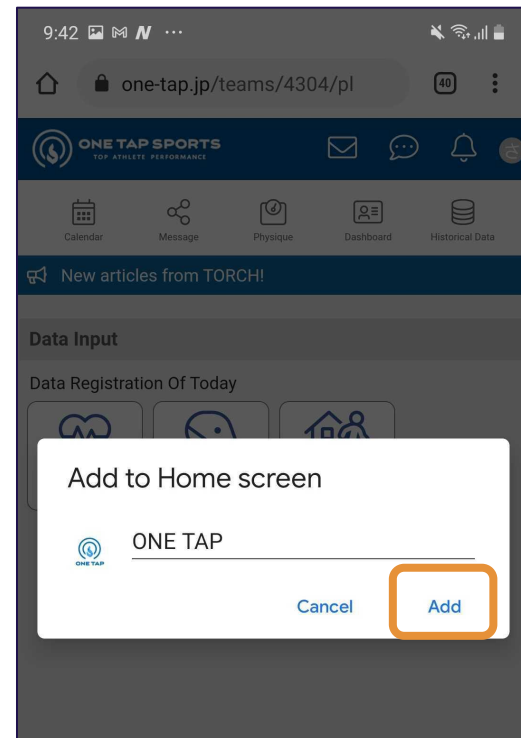 9:42 N ...
one-tap.jp/teams/4304/pl 40
ONE TAP SPORTS
TOP ATHLETE PERFORMANCE
さ
Calendar Message Physique Dashboard Historical Data
New articles from TORCH!
Data Input
Data Registration Of Today
Add to Home screen
ONE TAP
ONE TAP
Cancel Add